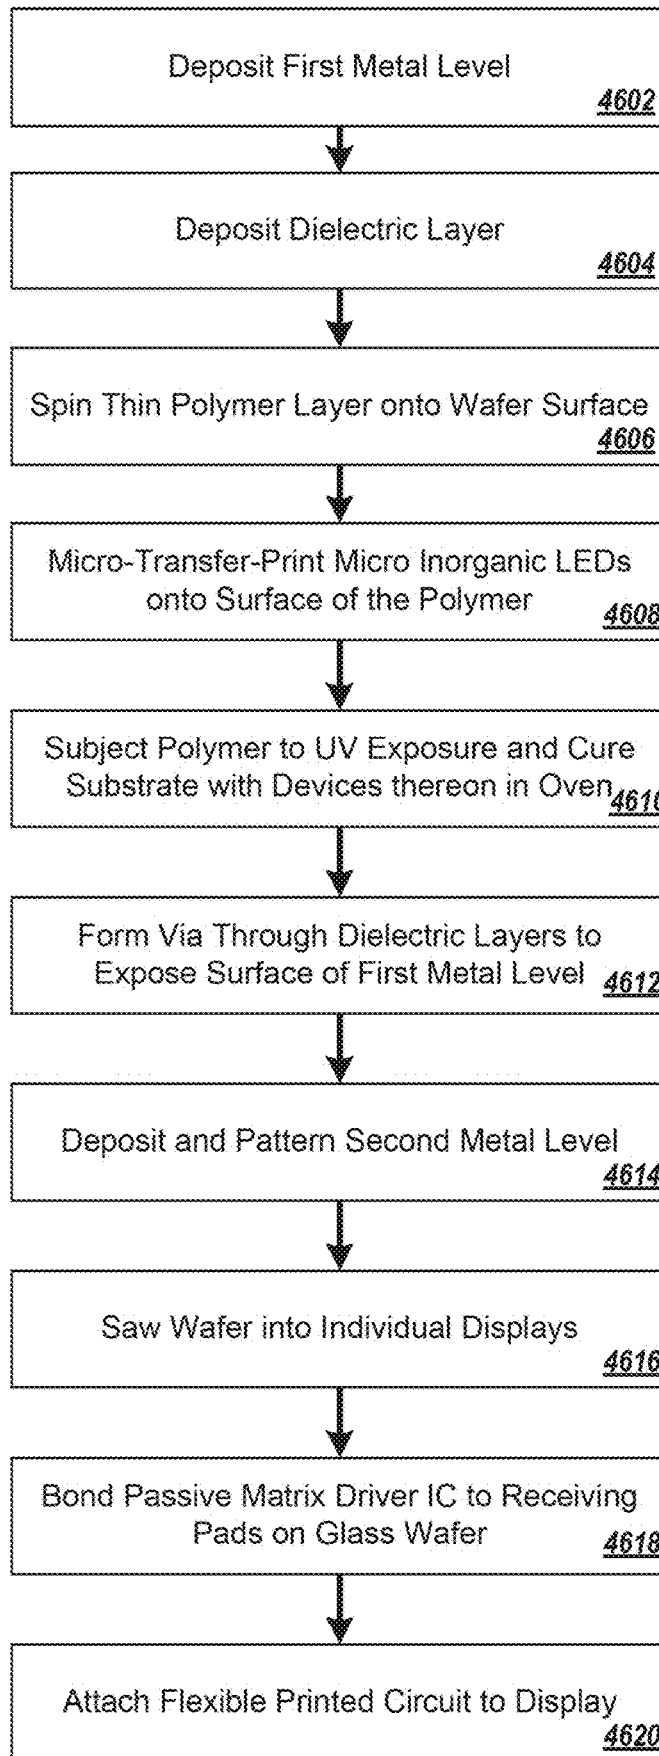 Deposit First Metal Level
4602
Deposit Dielectric Layer
4604
Spin Thin Polymer Layer onto Wafer Surface
4606
Micro-Transfer-Print Micro Inorganic LEDs
onto Surface of the Polymer
4608
Subject Polymer to UV Exposure and Cure
Substrate with Devices thereon in Oven
4610
Form Via Through Dielectric Layers to
Expose Surface of First Metal Level
4612
Deposit and Pattern Second Metal Level
4614
Saw Wafer into Individual Displays
4616
Bond Passive Matrix Driver IC to Receiving
Pads on Glass Wafer
4618
Attach Flexible Printed Circuit to Display
4620